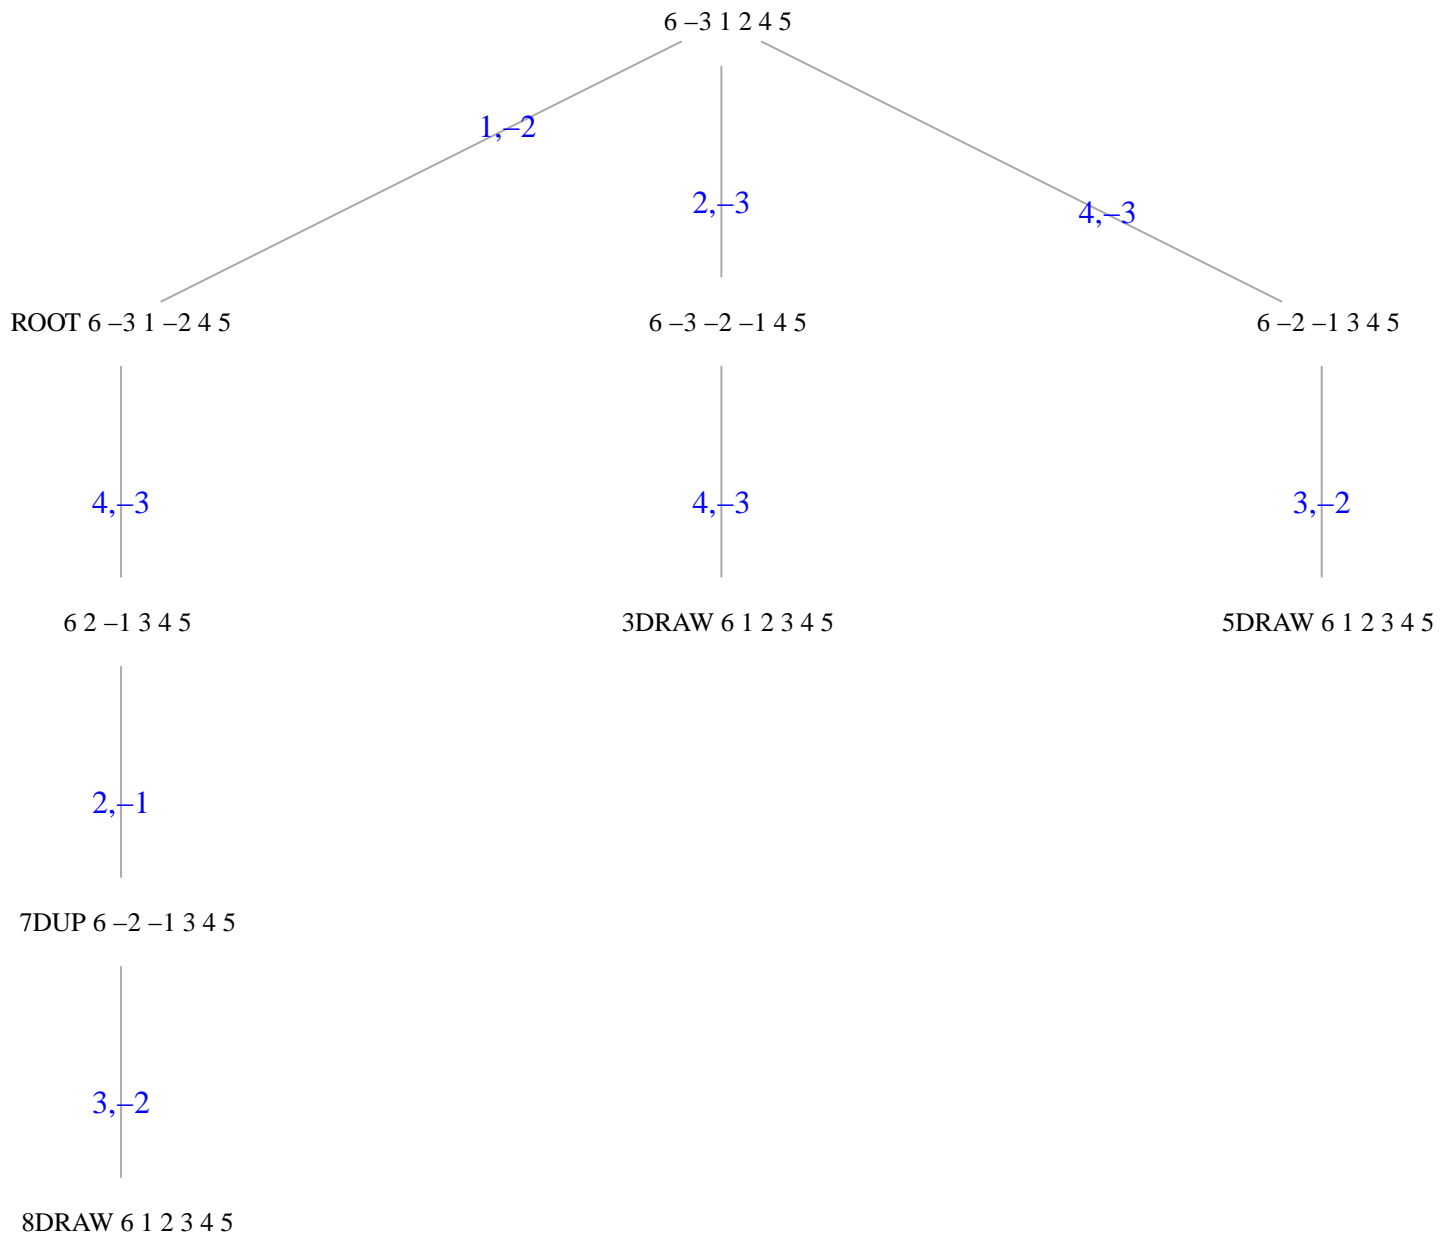 6 –3 1 2 4 5
1,–2
2,–3
4,–3
ROOT 6 –3 1 –2 4 5
6 –3 –2 –1 4 5
6 –2 –1 3 4 5
4,–3
4,–3
3,–2
6 2 –1 3 4 5
3DRAW 6 1 2 3 4 5
5DRAW 6 1 2 3 4 5
2,–1
7DUP 6 –2 –1 3 4 5
3,–2
8DRAW 6 1 2 3 4 5